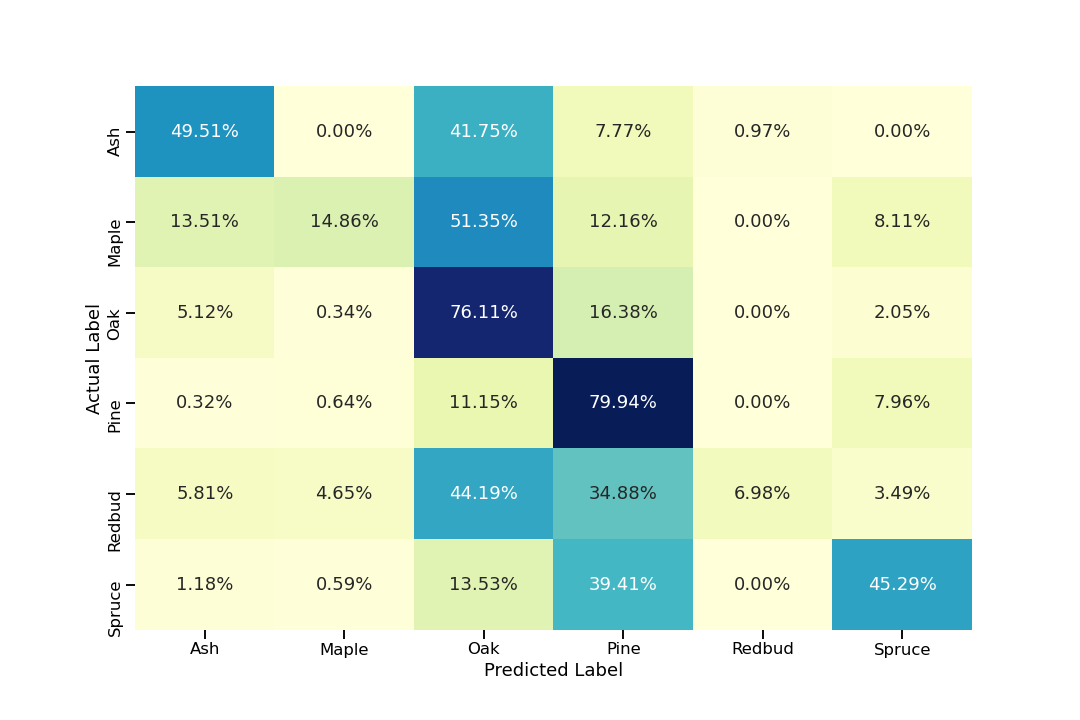 Actual Label
Ash 49.51% 0.00% 41.75% 7.77% 0.97% 0.00%
Maple 13.51% 14.86% 51.35% 12.16% 0.00% 8.11%
Oak 5.12% 0.34% 76.11% 16.38% 0.00% 2.05%
Pine 0.32% 0.64% 11.15% 79.94% 0.00% 7.96%
Redbud 5.81% 4.65% 44.19% 34.88% 6.98% 3.49%
Spruce 1.18% 0.59% 13.53% 39.41% 0.00% 45.29%
Ash Maple Oak Pine Redbud Spruce
Predicted Label